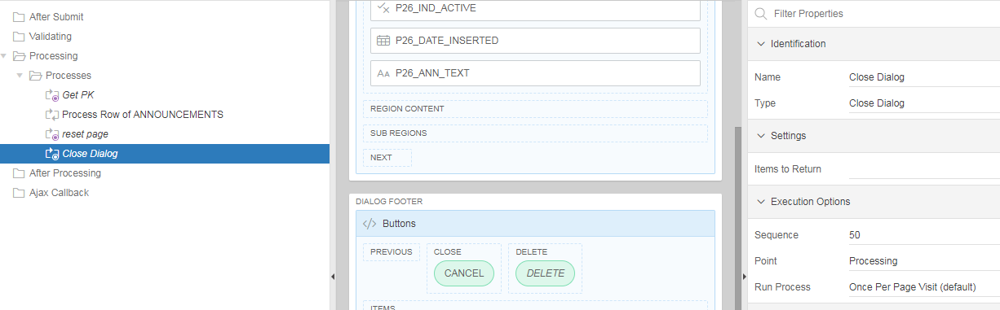 After Submit
Validating
Processing
Processes
Get PK
Process Row of ANNOUNCEMENTS
reset page
Close Dialog
After Processing
Ajax Callback
P26_IND_ACTIVE
P26_DATE_INSERTED
AA P26_ANN_TEXT
REGION CONTENT
SUB REGIONS
NEXT
DIALOG FOOTER
</> Buttons
PREVIOUS
CLOSE
DELETE
CANCEL
DELETE
ITEMS
Filter Properties
Identification
Name Close Dialog
Type Close Dialog
Settings
Items to Return
Execution Options
Sequence 50
Point Processing
Run Process Once Per Page Visit (default)